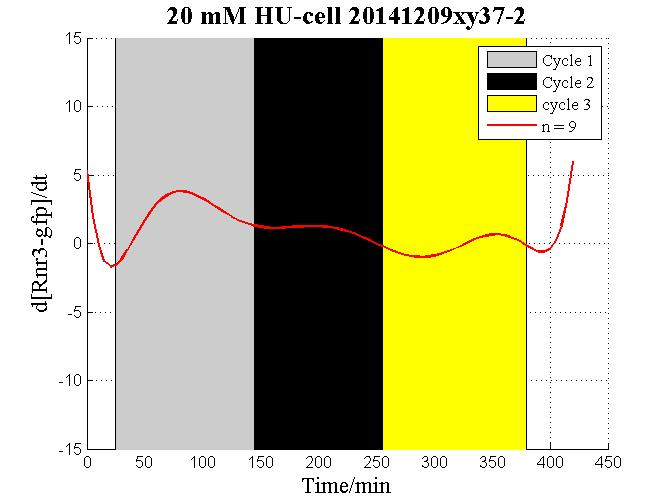 20 mM HU-cell 20141209xy37-2
Cycle 1
Cycle 2
cycle 3
n = 9
d[Rnr3-gfp]/dt
15
10
5
0
-5
-10
-15
0 50 100 150 200 250 300 350 400 450
Time/min